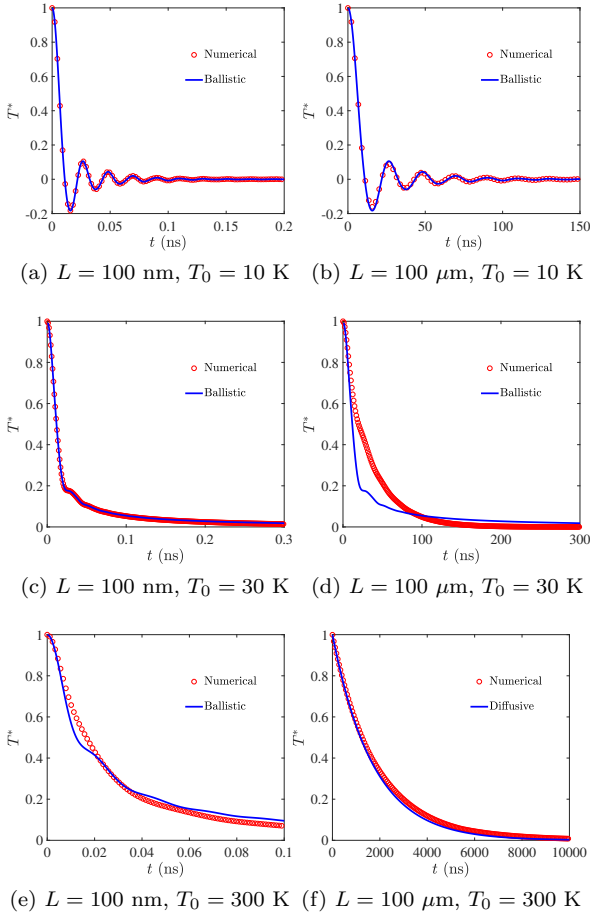 1
0.8
0.6
0.4
0.2
0
-0.2
T*
0 0.05 0.1 0.15 0.2
t (ns)
Numerical
Ballistic
(a) L = 100 nm, T₀ = 10 K
1
0.8
0.6
0.4
0.2
0
-0.2
T*
0 50 100 150
t (ns)
Numerical
Ballistic
(b) L = 100 μm, T₀ = 10 K
1
0.8
0.6
0.4
0.2
0
T*
0 0.1 0.2 0.3
t (ns)
Numerical
Ballistic
(c) L = 100 nm, T₀ = 30 K
1
0.8
0.6
0.4
0.2
0
T*
0 100 200 300
t (ns)
Numerical
Ballistic
(d) L = 100 μm, T₀ = 30 K
1
0.8
0.6
0.4
0.2
0
T*
0 0.02 0.04 0.06 0.08 0.1
t (ns)
Numerical
Ballistic
(e) L = 100 nm, T₀ = 300 K
1
0.8
0.6
0.4
0.2
0
T*
0 2000 4000 6000 8000 10000
t (ns)
Numerical
Diffusive
(f) L = 100 μm, T₀ = 300 K